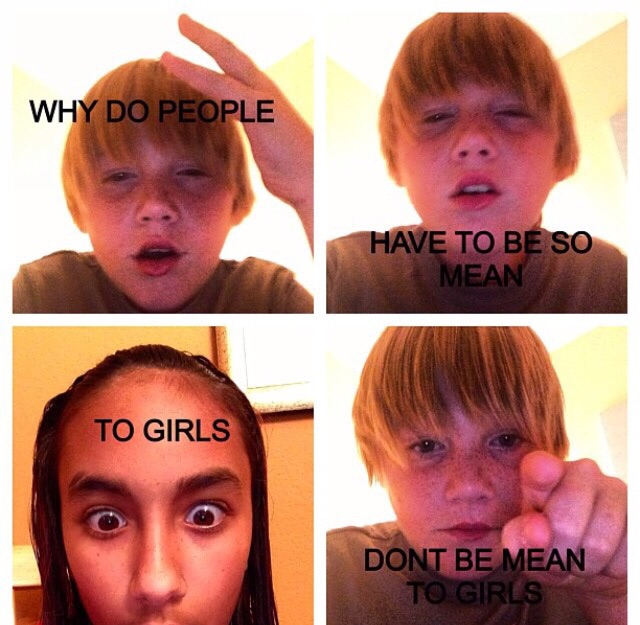 WHY DO PEOPLE
HAVE TO BE SO
MEAN
TO GIRLS
DONT BE MEAN
TO GIRLS